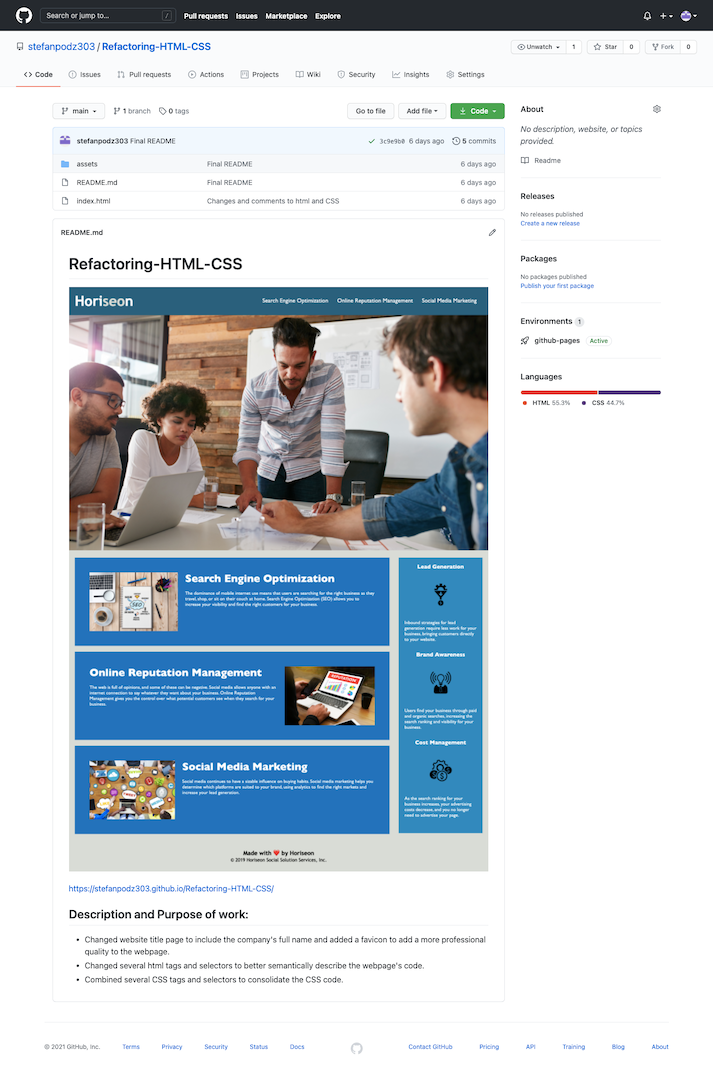 Search or jump to... /
Pull requests Issues Marketplace Explore
stefanpodz303 / Refactoring-HTML-CSS
Unwatch 1 Star 0 Fork 0
Code Issues Pull requests Actions Projects Wiki Security Insights Settings
main 1 branch 0 tags Go to file Add file Code
stefanpodz303 Final README 3c9e9b0 6 days ago 5 commits
assets Final README 6 days ago
README.md Final README 6 days ago
index.html Changes and comments to html and CSS 6 days ago
README.md
Refactoring-HTML-CSS
Horiseon Search Engine Optimization Online Reputation Management Social Media Marketing
Search Engine Optimization
The dominance of mobile internet use means that users are searching for the right business as they
travel, shop, or sit on their couch at home. Search Engine Optimization (SEO) allows you to
increase your visibility and find the right customers for your business.
SEO
Online Reputation Management
The web is full of opinions, and some of these can be negative. Social media allows anyone with an
internet connection to say whatever they want about your business. Online Reputation
Management gives you the control over what potential customers see when they search for your
business.
Social Media Marketing
Social media continues to have a sizable influence on buying habits. Social media marketing helps you
determine which platforms are suited to your brand, using analytics to find the right markets and
increase your lead generation.
Lead Generation
Inbound strategies for lead
generation require less work for your
business, bringing customers directly
to your website.
Brand Awareness
Users find your business through paid
and organic searches, increasing the
search ranking and visibility for your
business.
Cost Management
As the search ranking for your
business increases, your advertising
costs decrease, and you no longer
need to advertise your page.
Made with ❤️ by Horiseon
© 2019 Horiseon Social Solution Services, Inc.
https://stefanpodz303.github.io/Refactoring-HTML-CSS/
Description and Purpose of work:
• Changed website title page to include the company's full name and added a favicon to add a more professional
quality to the webpage.
• Changed several html tags and selectors to better semantically describe the webpage's code.
• Combined several CSS tags and selectors to consolidate the CSS code.
About
No description, website, or topics
provided.
Readme
Releases
No releases published
Create a new release
Packages
No packages published
Publish your first package
Environments 1
github-pages Active
Languages
HTML 55.3% CSS 44.7%
© 2021 GitHub, Inc. Terms Privacy Security Status Docs Contact GitHub Pricing API Training Blog About